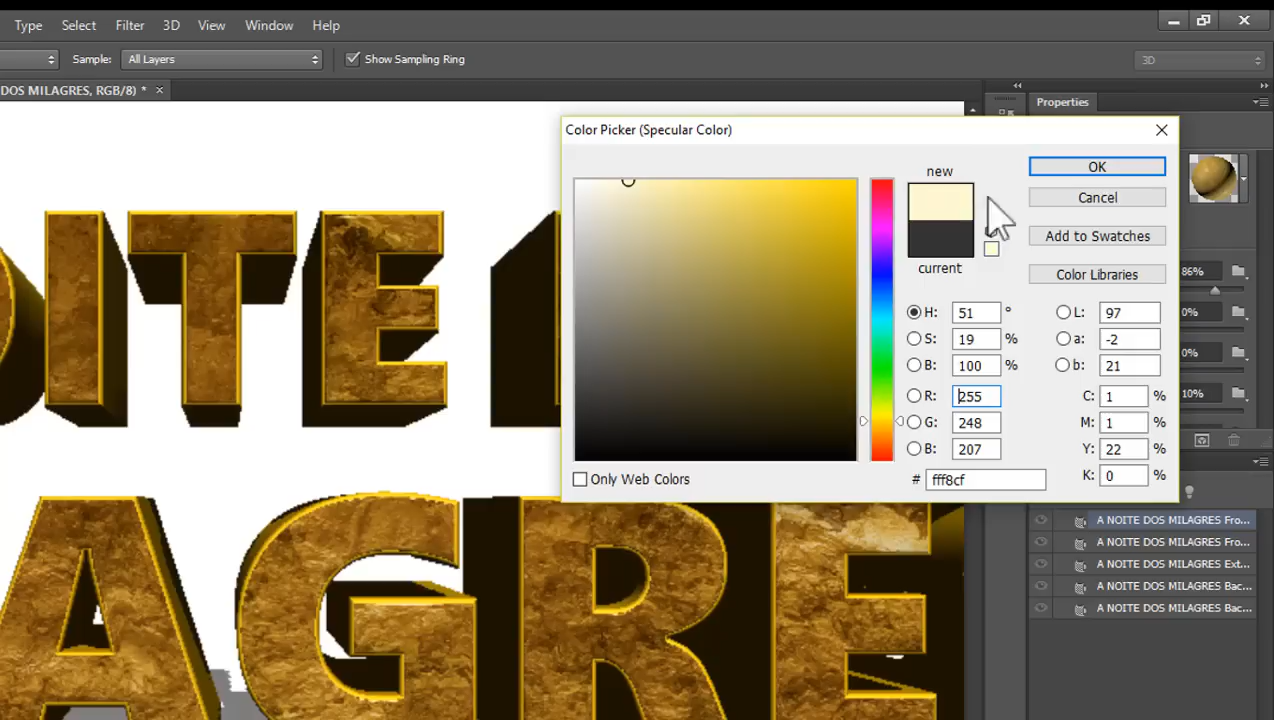 Type Select Filter 3D View Window Help
Sample: All Layers Show Sampling Ring 3D
DOS MILAGRES, RGB/8) *
Properties
Color Picker (Specular Color)
new
OK
Cancel
Add to Swatches
current
Color Libraries
H: 51 °
L: 97
S: 19 %
a: -2
B: 100 %
b: 21
R: 255
C: 1 %
G: 248
M: 1 %
B: 207
Y: 22 %
Only Web Colors
# fff8cf
K: 0 %
86%
0%
0%
10%
A NOITE DOS MILAGRES Fro...
A NOITE DOS MILAGRES Fro...
A NOITE DOS MILAGRES Ext...
A NOITE DOS MILAGRES Bac...
A NOITE DOS MILAGRES Bac...
OITE
AGRE